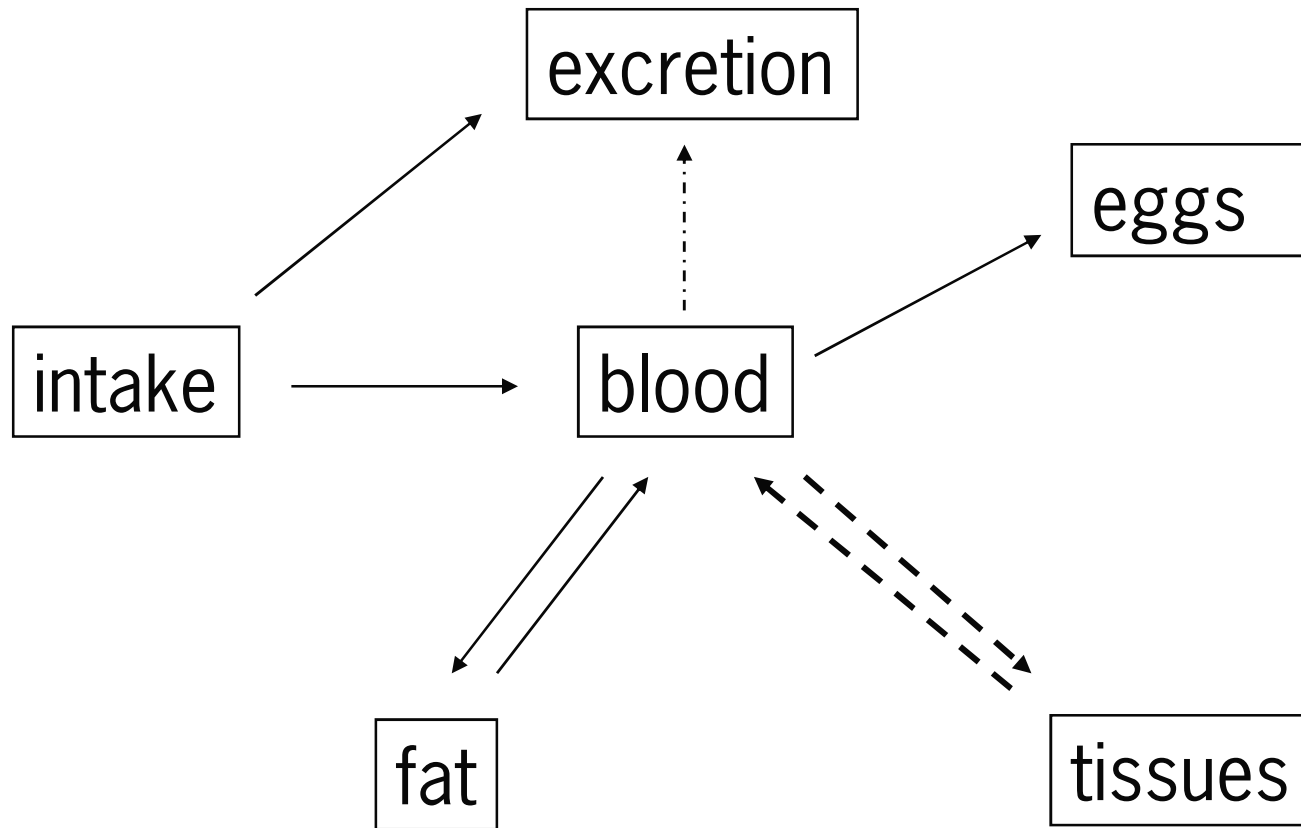 excretion
eggs
intake
blood
fat
tissues